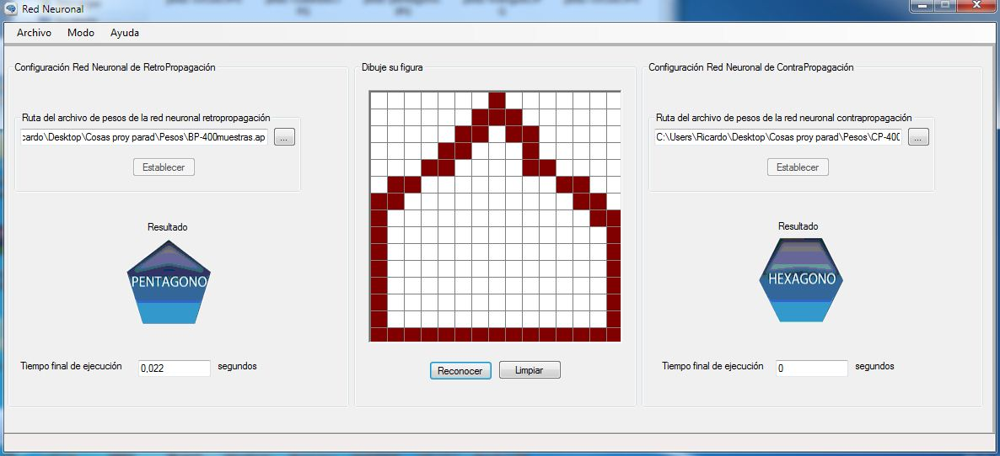 Red Neuronal
Archivo Modo Ayuda
Configuración Red Neuronal de RetroPropagación
Ruta del archivo de pesos de la red neuronal retropropagación
cardo\Desktop\Cosas proy parad\Pesos\BP-400muestras.ap
...
Establecer
Resultado
PENTAGONO
Tiempo final de ejecución 0,022 segundos
Dibuje su figura
Reconocer Limpiar
Configuración Red Neuronal de ContraPropagación
Ruta del archivo de pesos de la red neuronal contrapropagación
C:\Users\Ricardo\Desktop\Cosas proy parad\Pesos\CP-400
...
Establecer
Resultado
HEXAGONO
Tiempo final de ejecución 0 segundos